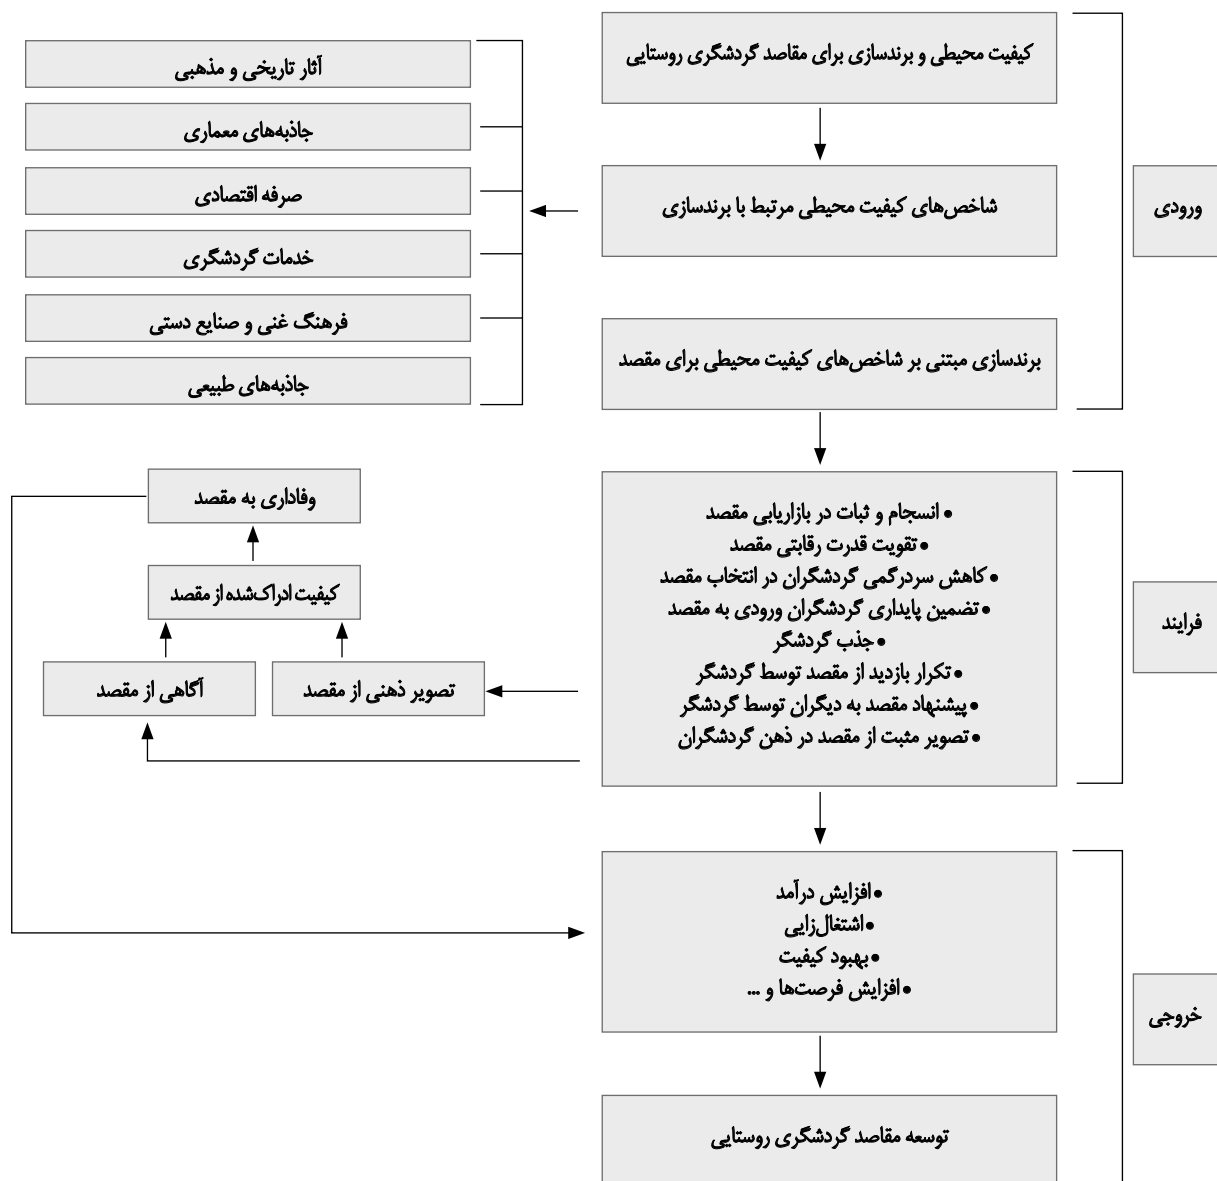 کیفیت محیطی و برندسازی برای مقاصد گردشگری روستایی
ورودی
شاخص‌های کیفیت محیطی مرتبط با برندسازی
برندسازی مبتنی بر شاخص‌های کیفیت محیطی برای مقصد
آثار تاریخی و مذهبی
جاذبه‌های معماری
صرفه اقتصادی
خدمات گردشگری
فرهنگ غنی و صنایع دستی
جاذبه‌های طبیعی
فرایند
• انسجام و ثبات در بازاریابی مقصد
• تقویت قدرت رقابتی مقصد
• کاهش سردرگمی گردشگران در انتخاب مقصد
• تضمین پایداری گردشگران ورودی به مقصد
• جذب گردشگر
• تکرار بازدید از مقصد توسط گردشگر
• پیشنهاد مقصد به دیگران توسط گردشگر
• تصویر مثبت از مقصد در ذهن گردشگران
وفاداری به مقصد
کیفیت ادراک‌شده از مقصد
تصویر ذهنی از مقصد
آگاهی از مقصد
خروجی
• افزایش درآمد
• اشتغال‌زایی
• بهبود کیفیت
• افزایش فرصت‌ها و ...
توسعه مقاصد گردشگری روستایی